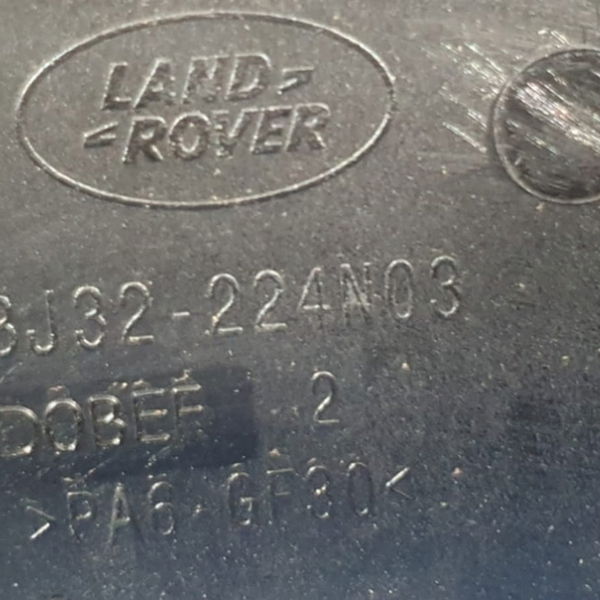 LAND
ROVER
BJ32-224N03
DOBEF 2
>PA6-GF30<